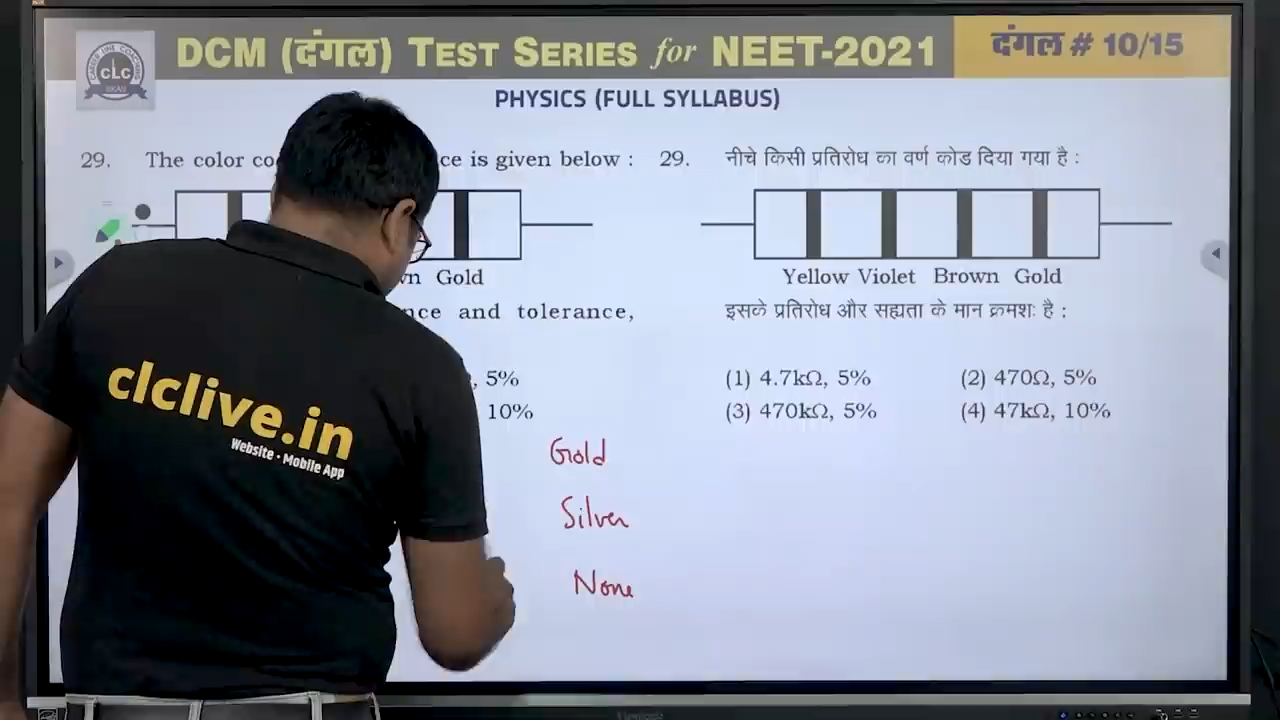 DCM (दंगल) TEST SERIES for NEET-2021
दंगल # 10/15
CLC
SIKAR
PHYSICS (FULL SYLLABUS)
29. The color co ce is given below :
wn Gold
nce and tolerance,
, 5%
10%
29. नीचे किसी प्रतिरोध का वर्ण कोड दिया गया है :
Yellow Violet Brown Gold
इसके प्रतिरोध और सह्यता के मान क्रमशः है :
(1) 4.7kΩ, 5% (2) 470Ω, 5%
(3) 470kΩ, 5% (4) 47kΩ, 10%
Gold
Silver
None
clclive.in
Website • Mobile App